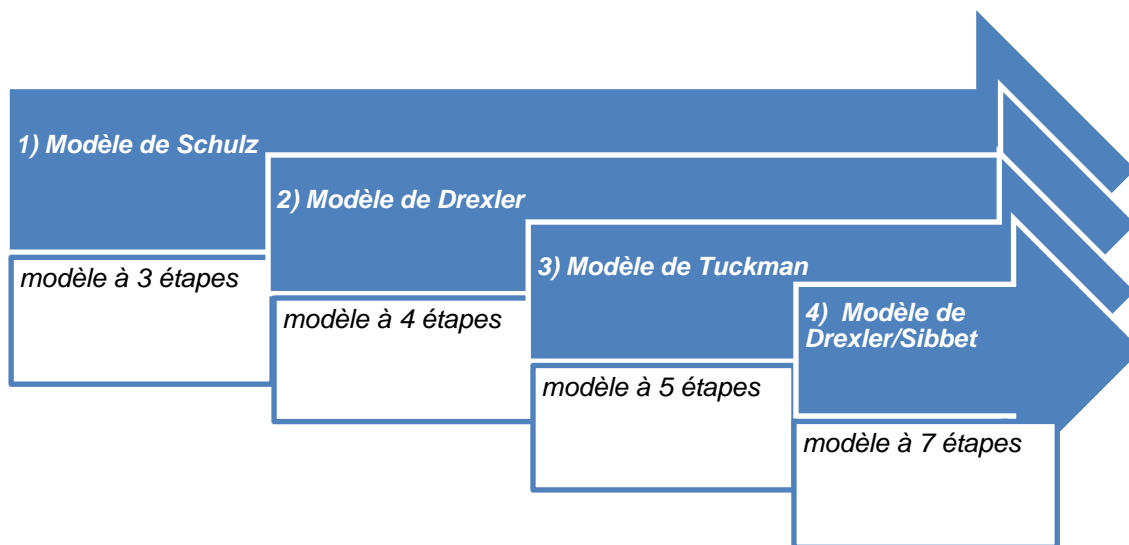 1) Modèle de Schulz
modèle à 3 étapes
2) Modèle de Drexler
modèle à 4 étapes
3) Modèle de Tuckman
modèle à 5 étapes
4) Modèle de
Drexler/Sibbet
modèle à 7 étapes